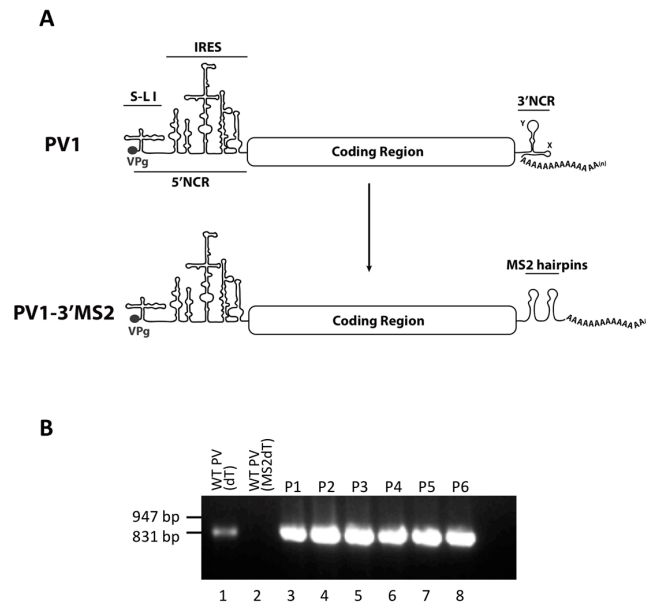 A
IRES
S-L I
3'NCR
Y
X
PV1
VPg
Coding Region
AAAAAAAAAAAAA(n)
5'NCR
MS2 hairpins
PV1-3'MS2
VPg
Coding Region
B
WT PV (dT)
WT PV (MS2dT)
P1 P2 P3 P4 P5 P6
947 bp
831 bp
1 2 3 4 5 6 7 8